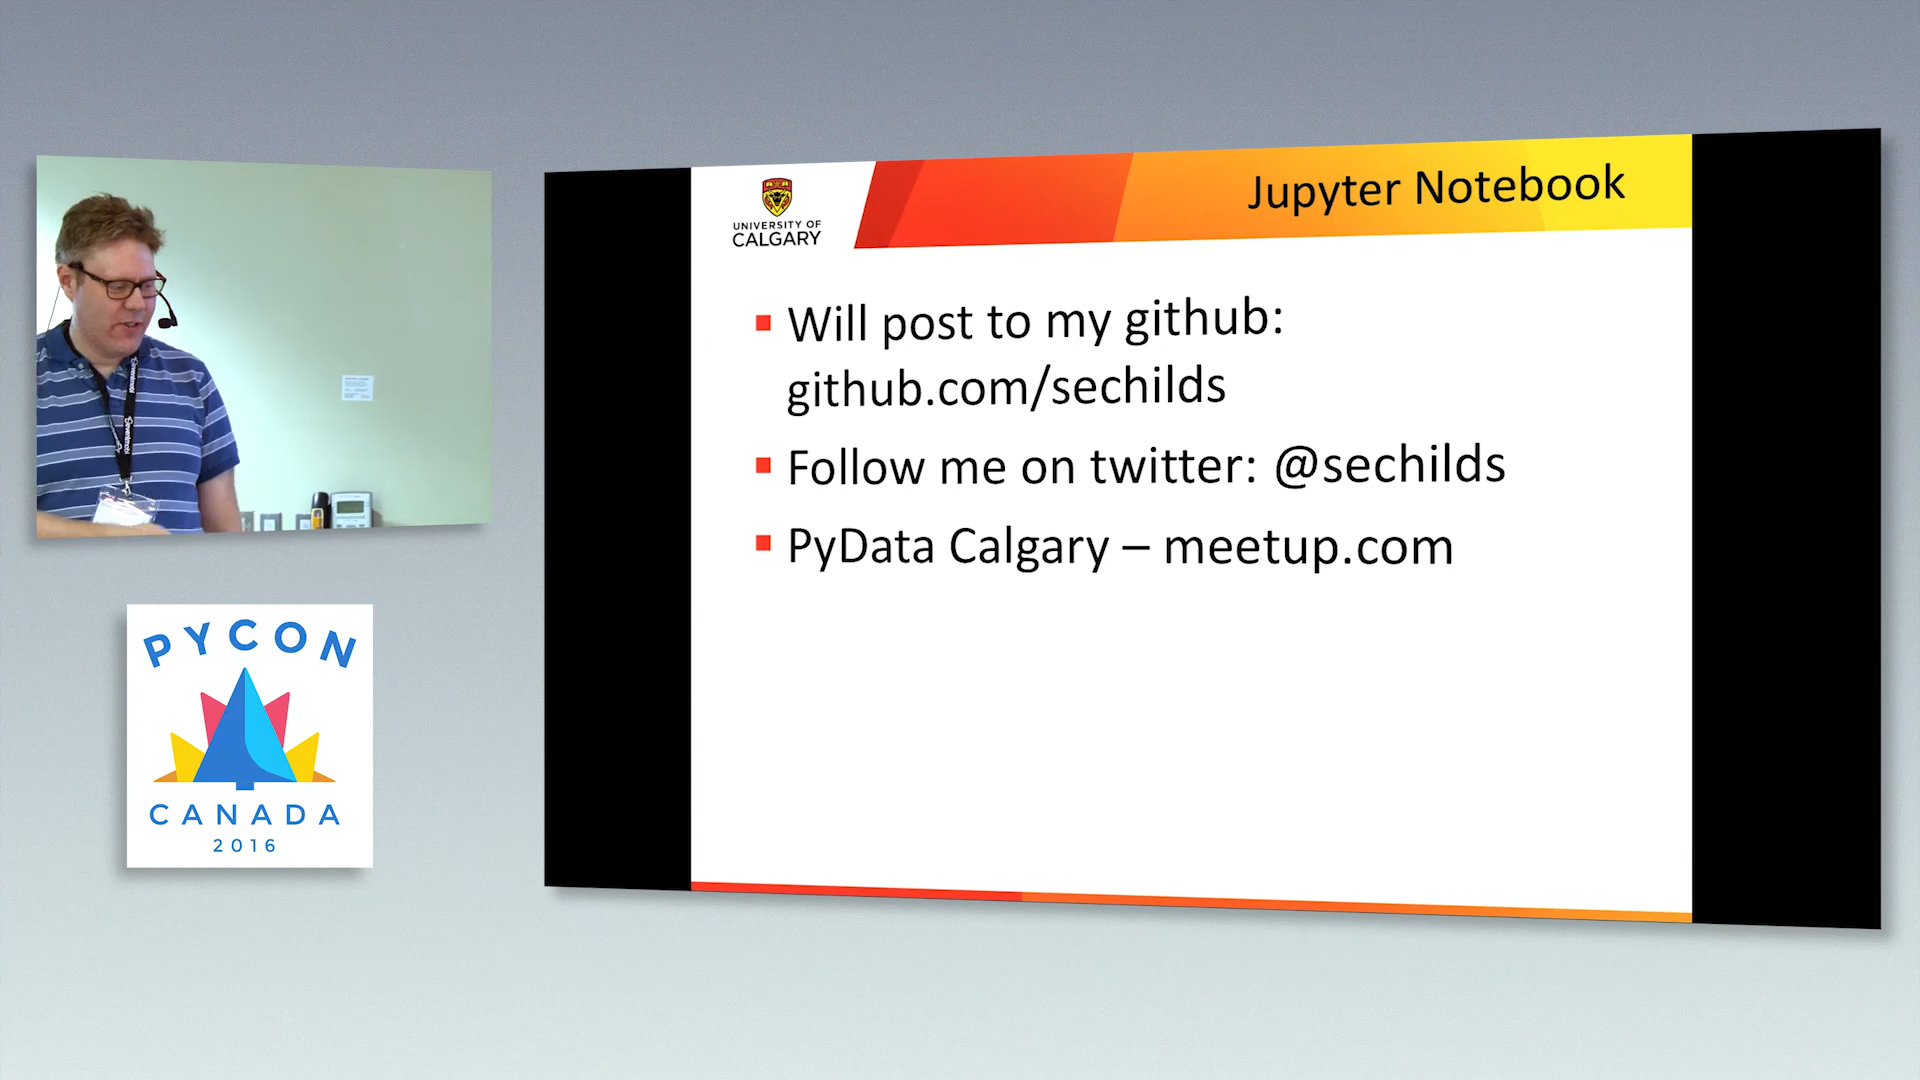 UNIVERSITY OF
CALGARY
Jupyter Notebook
Will post to my github:
github.com/sechilds
Follow me on twitter: @sechilds
PyData Calgary – meetup.com
PYCON
CANADA
2016